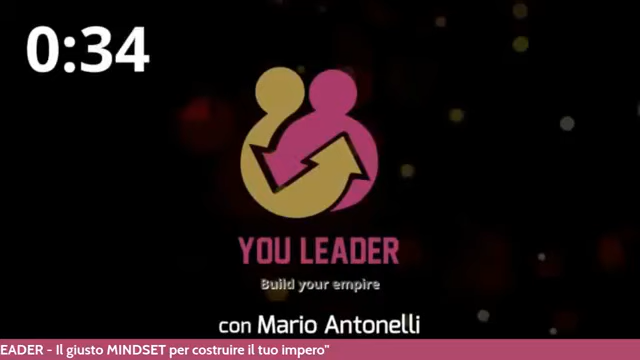 0:34
YOU LEADER
Build your empire
con Mario Antonelli
EADER - Il giusto MINDSET per costruire il tuo impero"